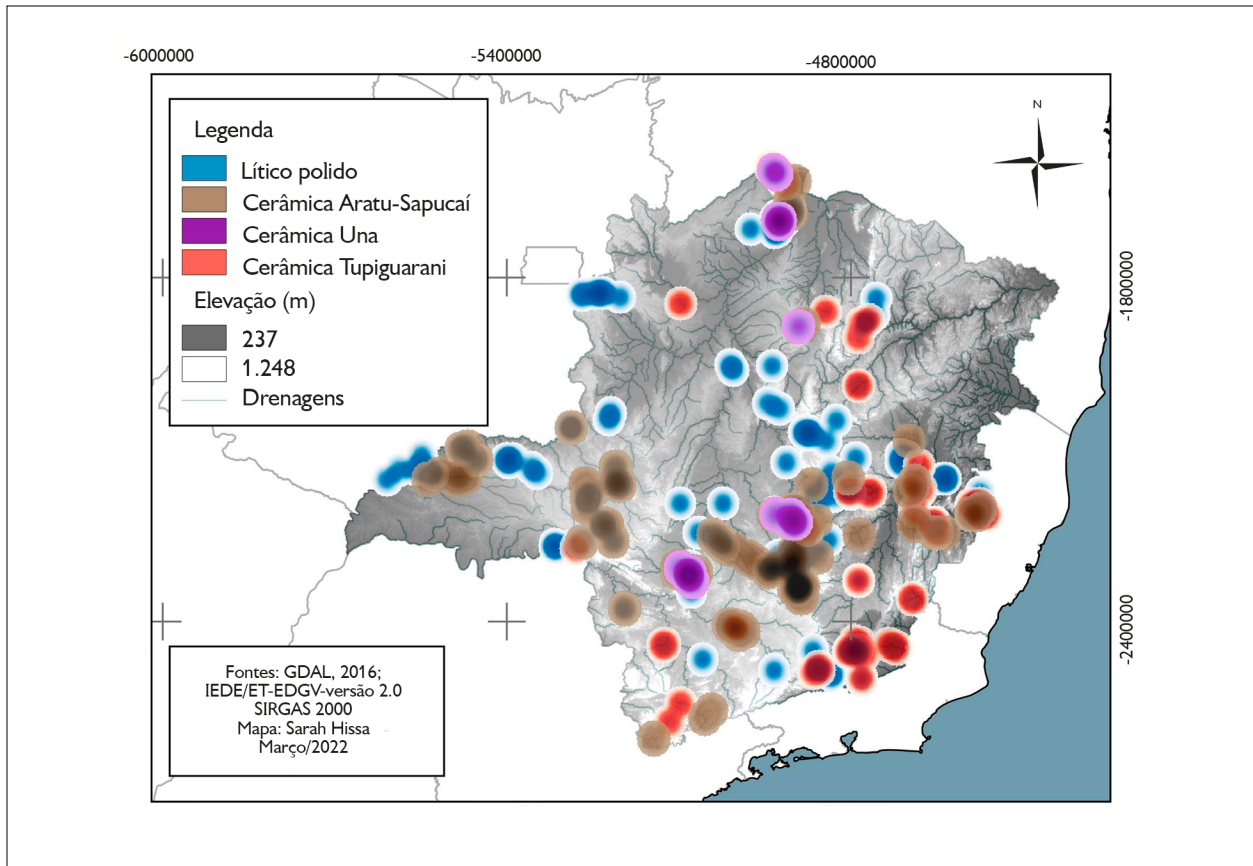 -6000000
-5400000
-4800000
N
Legenda
Lítico polido
Cerâmica Aratu-Sapucaí
Cerâmica Una
Cerâmica Tupiguarani
Elevação (m)
237
1.248
Drenagens
-1800000
-2400000
Fontes: GDAL, 2016;
IEDE/ET-EDGV-versão 2.0
SIRGAS 2000
Mapa: Sarah Hissa
Março/2022